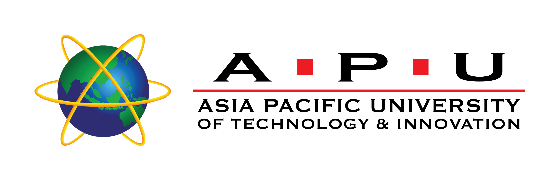 A·P·U
ASIA PACIFIC UNIVERSITY
OF TECHNOLOGY & INNOVATION